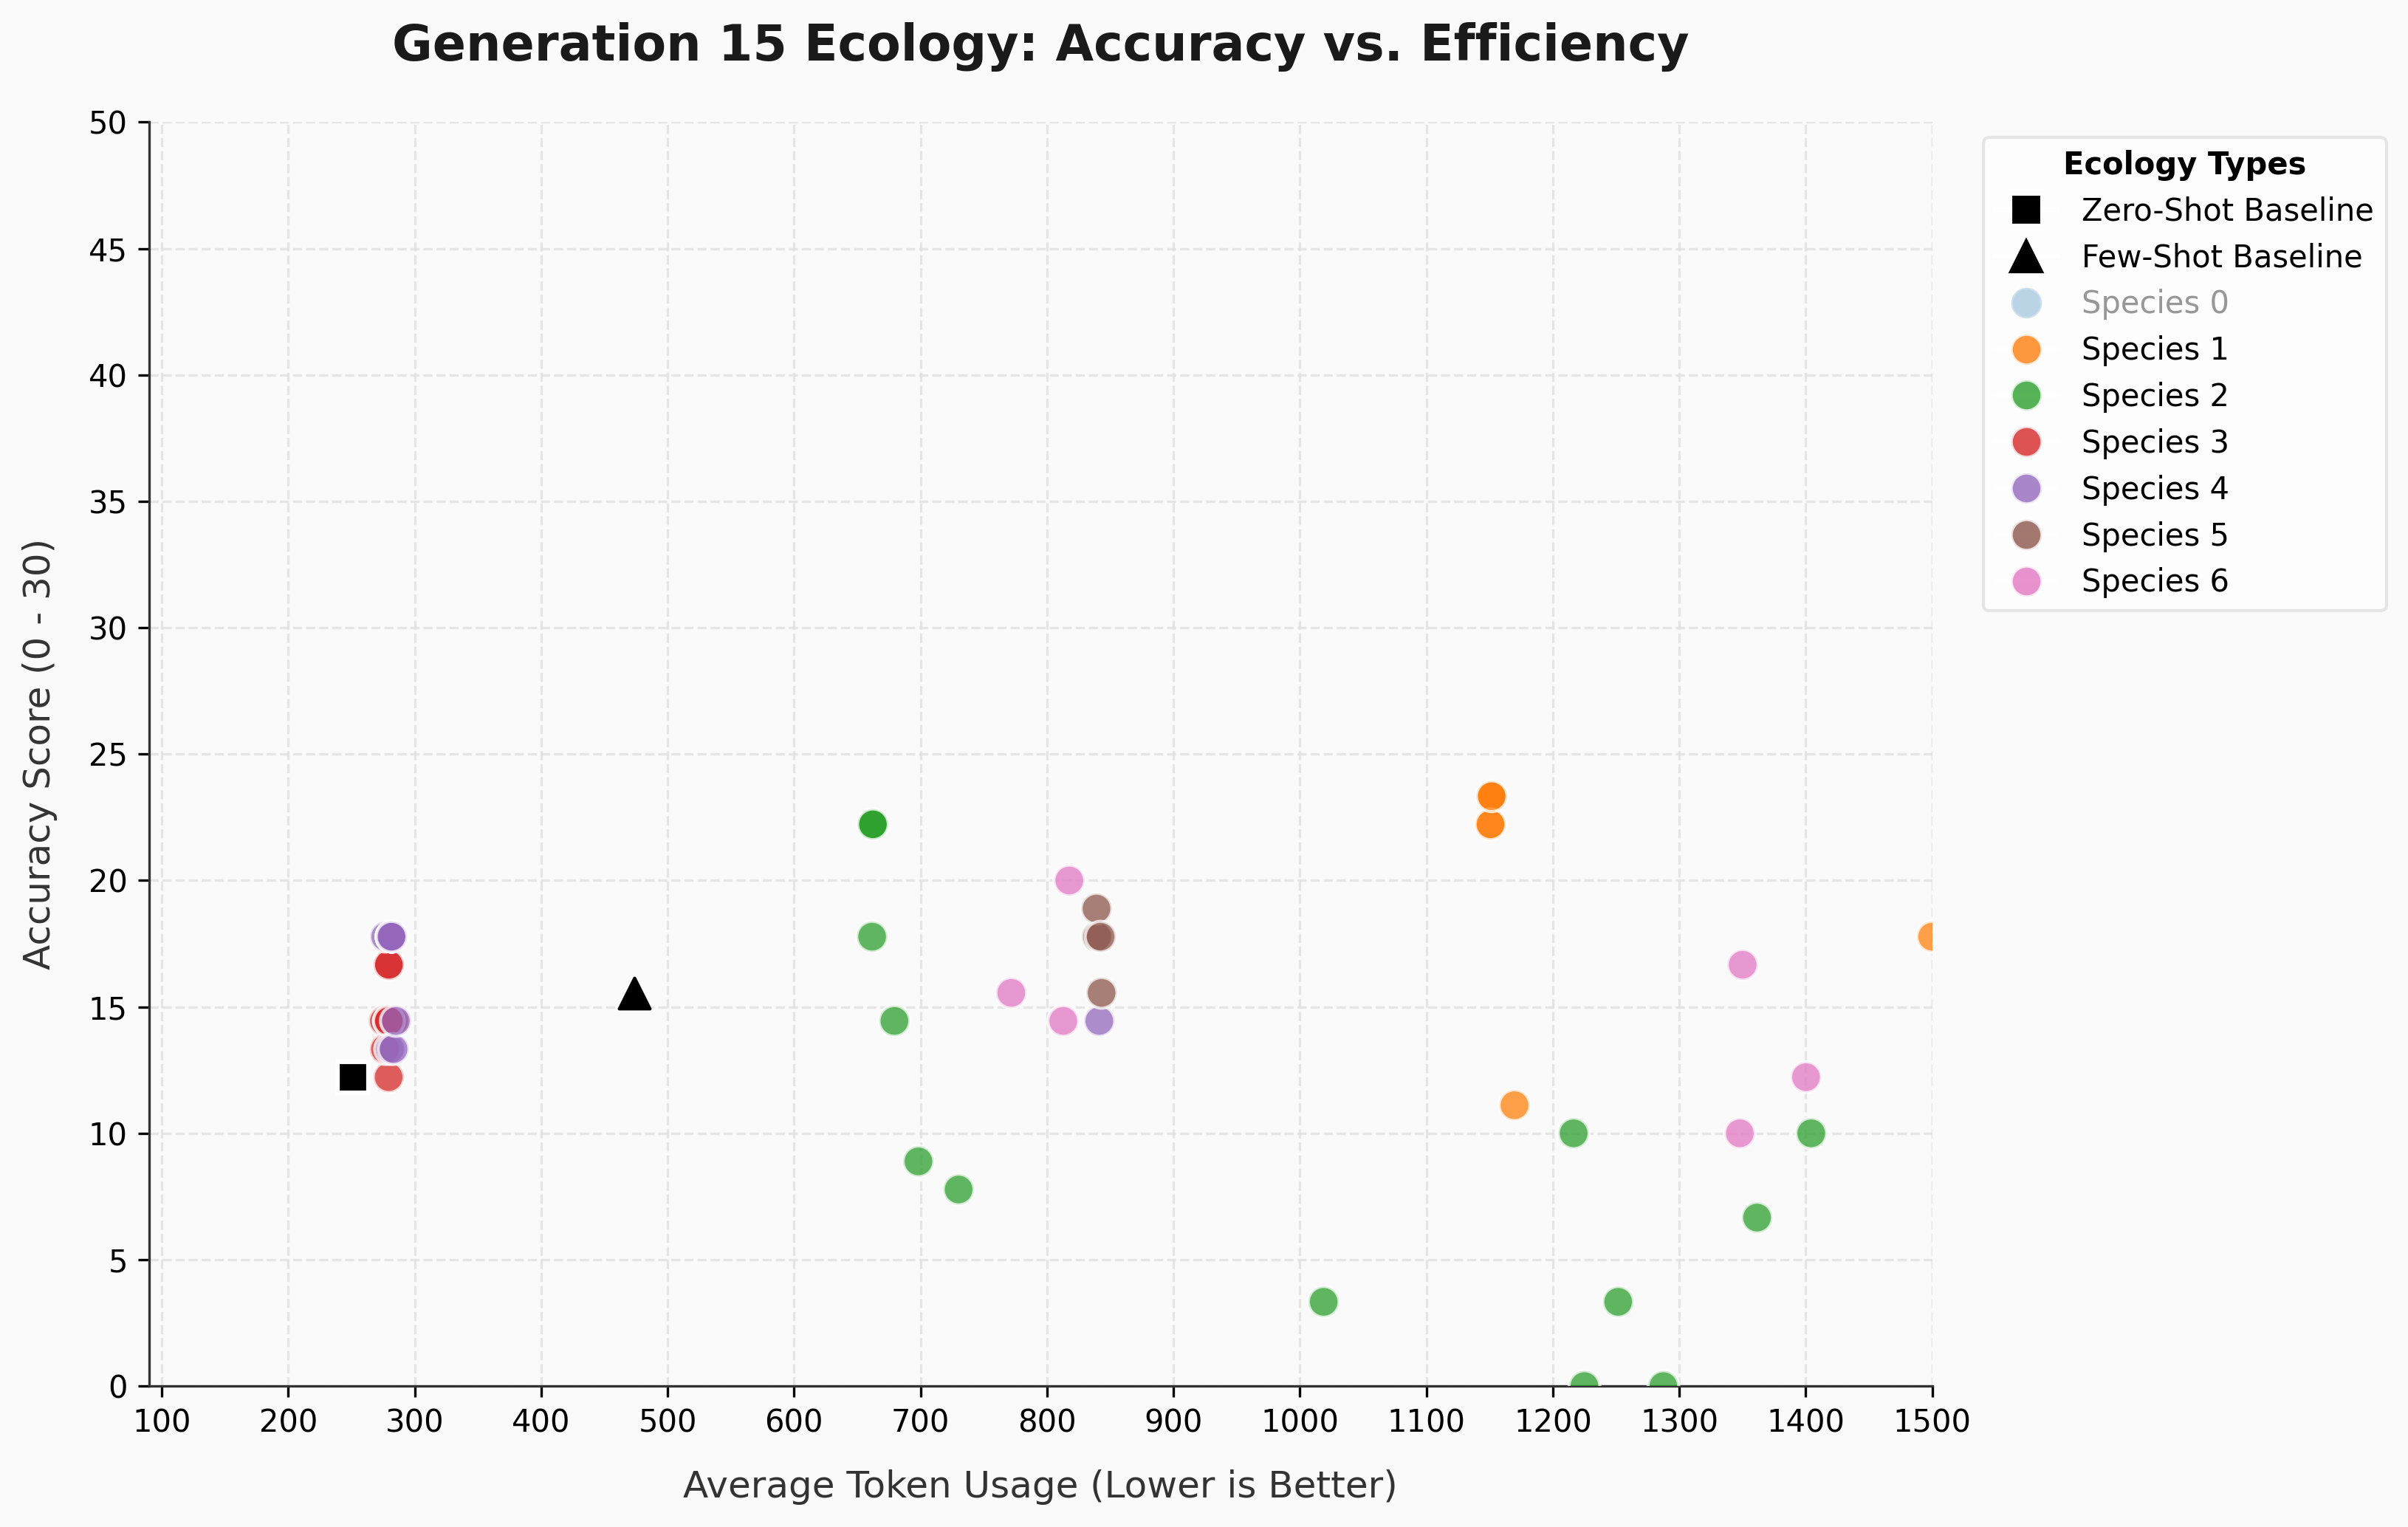 Generation 15 Ecology: Accuracy vs. Efficiency
50
45
40
35
30
25
20
15
10
5
0
Accuracy Score (0 - 30)
100 200 300 400 500 600 700 800 900 1000 1100 1200 1300 1400 1500
Average Token Usage (Lower is Better)
Ecology Types
Zero-Shot Baseline
Few-Shot Baseline
Species 0
Species 1
Species 2
Species 3
Species 4
Species 5
Species 6